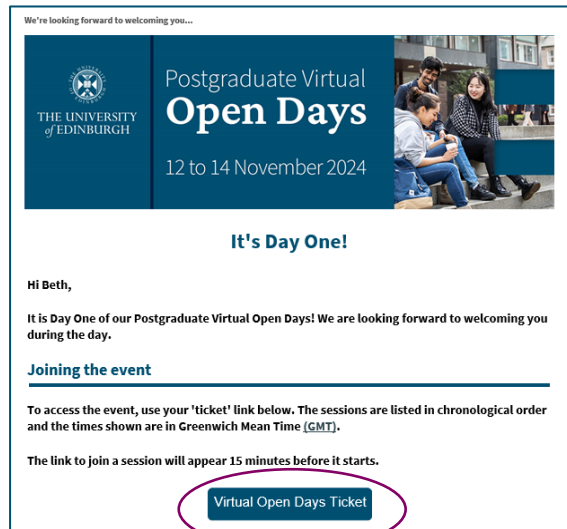 We're looking forward to welcoming you...
THE UNIVERSITY
of EDINBURGH
Postgraduate Virtual
Open Days
12 to 14 November 2024
It's Day One!
Hi Beth,
It is Day One of our Postgraduate Virtual Open Days! We are looking forward to welcoming you
during the day.
Joining the event
To access the event, use your 'ticket' link below. The sessions are listed in chronological order
and the times shown are in Greenwich Mean Time (GMT).
The link to join a session will appear 15 minutes before it starts.
Virtual Open Days Ticket